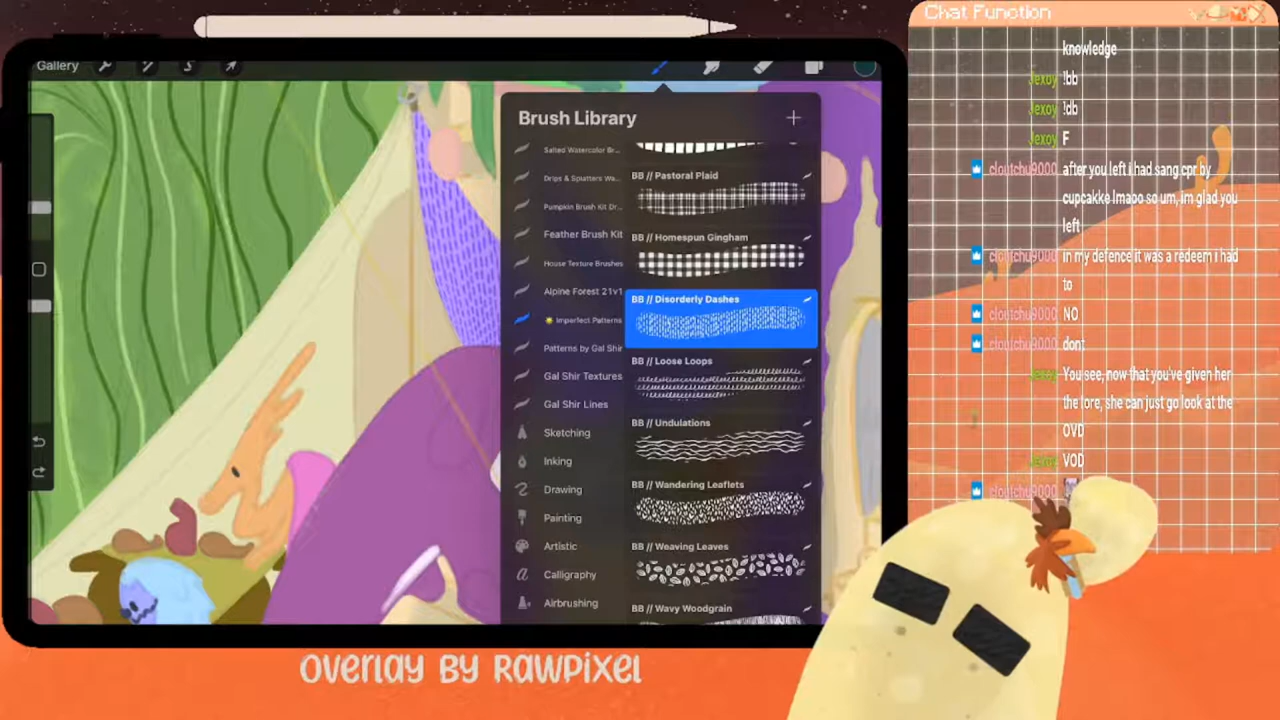 Chat Function
Gallery
Brush Library
Salted Watercolor Br...
Drips & Splatters Wa...
Pumpkin Brush Kit Dr...
Feather Brush Kit
House Texture Brushes
Alpine Forest 21v1
Imperfect Patterns
Patterns by Gal Shir
Gal Shir Textures
Gal Shir Lines
Sketching
Inking
Drawing
Painting
Artistic
Calligraphy
Airbrushing
BB // Pastoral Plaid
BB // Homespun Gingham
BB // Disorderly Dashes
BB // Loose Loops
BB // Undulations
BB // Wandering Leaflets
BB // Weaving Leaves
BB // Wavy Woodgrain
knowledge
Jexoy !bb
Jexoy !db
Jexoy F
cloutchu9000 after you left i had sang cpr by
cupcakke lmaoo so um, im glad you
left
cloutchu9000 in my defence it was a redeem i had
to
cloutchu9000 NO
cloutchu9000 dont
Jexoy You see, now that you've given her
the lore, she can just go look at the
OVD
Jexoy VOD
cloutchu9000
OVERLAY BY RAWPIXEL